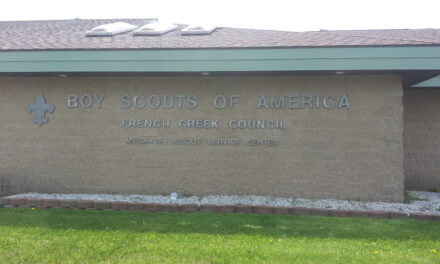 BOY SCOUTS OF AMERICA
FRENCH CREEK COUNCIL
MCGARVEY SCOUT SERVICE CENTER